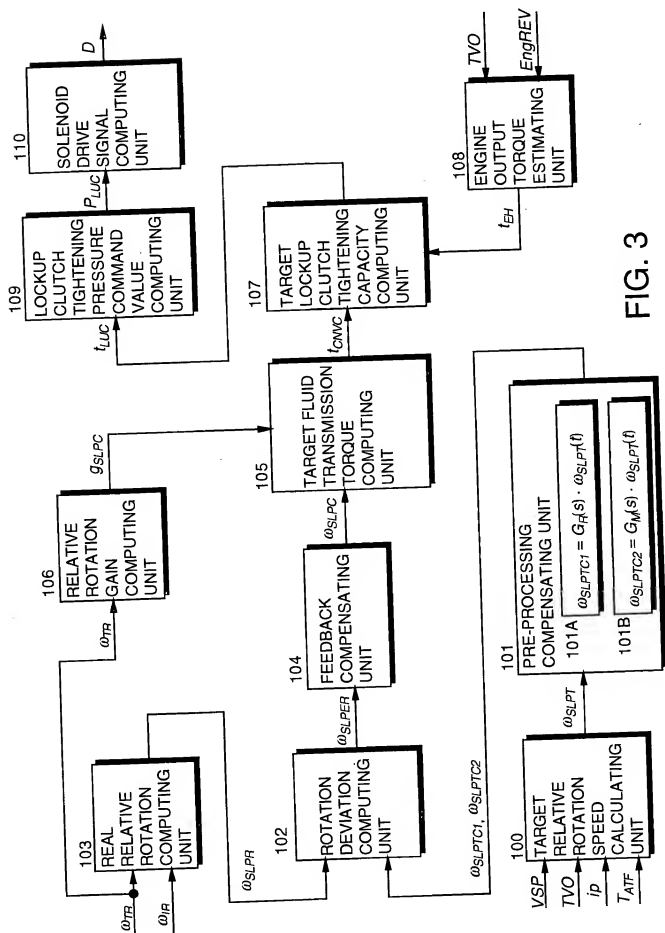 110
SOLENOID
DRIVE
SIGNAL
COMPUTING
UNIT
D
P_LUC
109
LOCKUP
CLUTCH
TIGHTENING
PRESSURE
COMMAND
VALUE
COMPUTING
UNIT
t_LUC
TVO
EngREV
108
ENGINE
OUTPUT
TORQUE
ESTIMATING
UNIT
t_EH
107
TARGET
LOCKUP
CLUTCH
TIGHTENING
CAPACITY
COMPUTING
UNIT
t_CNVC
105
TARGET FLUID
TRANSMISSION
TORQUE
COMPUTING
UNIT
g_SLPC
106
RELATIVE
ROTATION
GAIN
COMPUTING
UNIT
ω_TR
ω_SLPC
104
FEEDBACK
COMPENSATING
UNIT
ω_SLPER
103
REAL
RELATIVE
ROTATION
COMPUTING
UNIT
ω_TR
ω_IR
ω_SLPR
102
ROTATION
DEVIATION
COMPUTING
UNIT
ω_SLPTC1, ω_SLPTC2
101
PRE-PROCESSING
COMPENSATING UNIT
101A
ω_SLPTC1 = G_R(s) · ω_SLPT(t)
101B
ω_SLPTC2 = G_M(s) · ω_SLPT(t)
ω_SLPT
100
TARGET
RELATIVE
ROTATION
SPEED
CALCULATING
UNIT
VSP
TVO
ip
T_ATF
FIG. 3